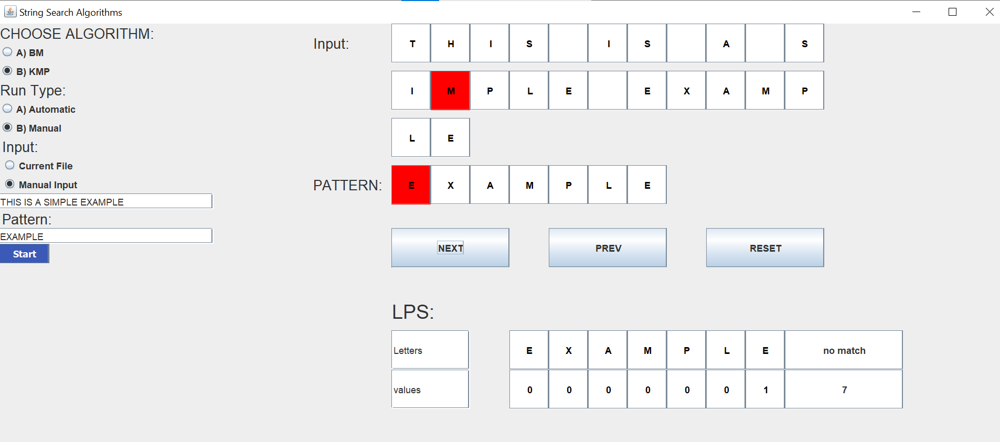 String Search Algorithms
CHOOSE ALGORITHM:
A) BM
B) KMP
Run Type:
A) Automatic
B) Manual
Input:
Current File
Manual Input
THIS IS A SIMPLE EXAMPLE
Pattern:
EXAMPLE
Start
Input: T H I S I S A S
I M P L E E X A M P
L E
PATTERN: E X A M P L E
NEXT PREV RESET
LPS:
Letters E X A M P L E no match
values 0 0 0 0 0 0 1 7